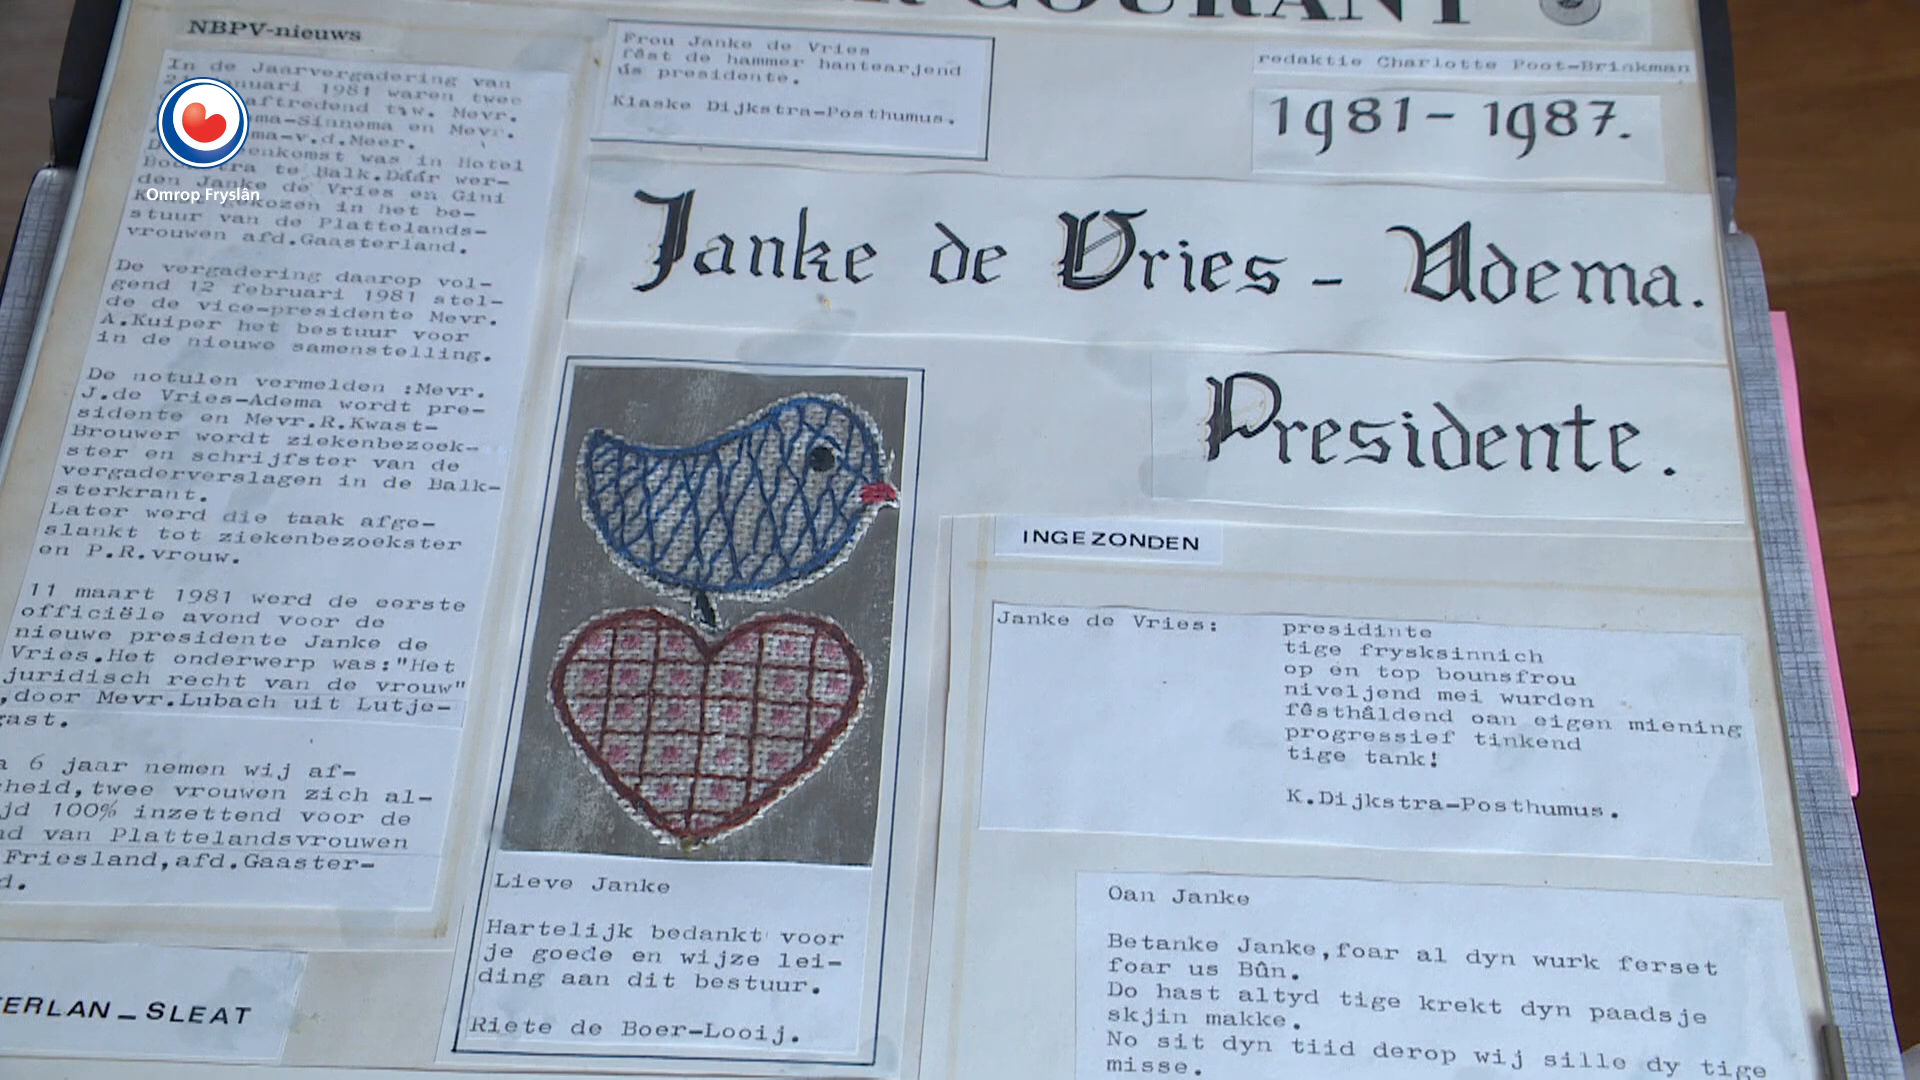 COURANT
NBPV-nieuws
In de Jaarvergadering van
1981 waren twee
aftredend t.w. Mevr.
Sinnema en Mevr.
v.d.Meer.
was in Hotel
te Balk.Dáár wer-
den Janke de Vries en Gini
gekozen in het be-
stuur van de Plattelands-
vrouwen afd.Gaasterland.
De vergadering daarop vol-
gend 12 februari 1981 stel-
de de vice-presidente Mevr.
A.Kuiper het bestuur voor
in de nieuwe samenstelling.
De notulen vermelden :Mevr.
J.de Vries-Adema wordt pre-
sidente en Mevr.R.Kwast-
Brouwer wordt ziekenbezoek-
ster en schrijfster van de
vergaderverslagen in de Balk-
sterkrant.
Later werd die taak afge-
slankt tot ziekenbezoekster
en P.R.vrouw.
11 maart 1981 werd de eerste
officiële avond voor de
nieuwe presidente Janke de
Vries.Het onderwerp was:"Het
juridisch recht van de vrouw"
,door Mevr.Lubach uit Lutje-
gast.
6 jaar nemen wij af-
heid,twee vrouwen zich al-
jd 100% inzettend voor de
van Plattelandsvrouwen
Friesland,afd.Gaaster-
d.
ERLAN_SLEAT
Omrop Fryslân
Frou Janke de Vries
fêst de hammer hantearjend
ús presidente.
Klaske Dijkstra-Posthumus.
redaktie Charlotte Poot-Brinkman
1981- 1987.
Janke de Vries - Adema.
Presidente.
Lieve Janke
Hartelijk bedankt voor
je goede en wijze lei-
ding aan dit bestuur.
Riete de Boer-Looij.
INGEZONDEN
Janke de Vries: presidinte
tige frysksinnich
op en top bounsfrou
niveljend mei wurden
fêsthâldend oan eigen miening
progressief tinkend
tige tank!
K.Dijkstra-Posthumus.
Oan Janke
Betanke Janke,foar al dyn wurk ferset
foar us Bûn.
Do hast altyd tige krekt dyn paadsje
skjin makke.
No sit dyn tiid derop wij sille dy tige
misse.